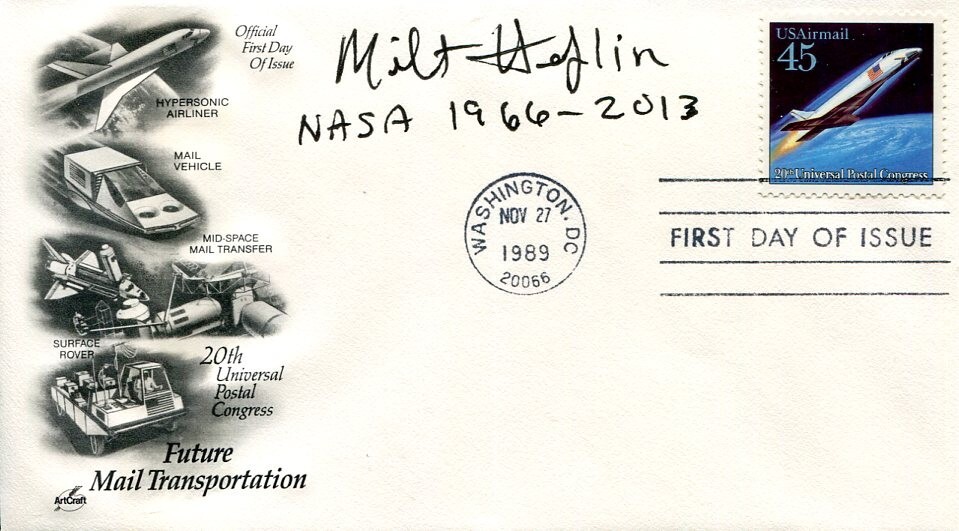 Official
First Day
Of Issue
HYPERSONIC
AIRLINER
MAIL
VEHICLE
MID-SPACE
MAIL TRANSFER
SURFACE
ROVER
20th
Universal
Postal
Congress
Future
Mail Transportation
ArtCraft
Milt Heflin
NASA 1966-2013
WASHINGTON, DC
NOV 27
1989
20066
USAirmail
45
20th Universal Postal Congress
FIRST DAY OF ISSUE